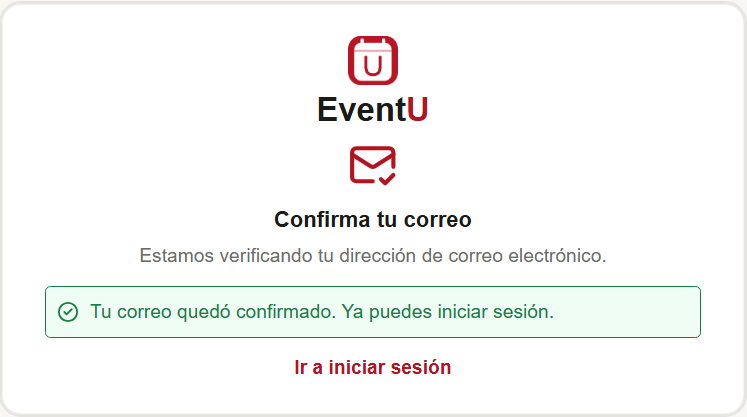 U
EventU
Confirma tu correo
Estamos verificando tu dirección de correo electrónico.
Tu correo quedó confirmado. Ya puedes iniciar sesión.
Ir a iniciar sesión